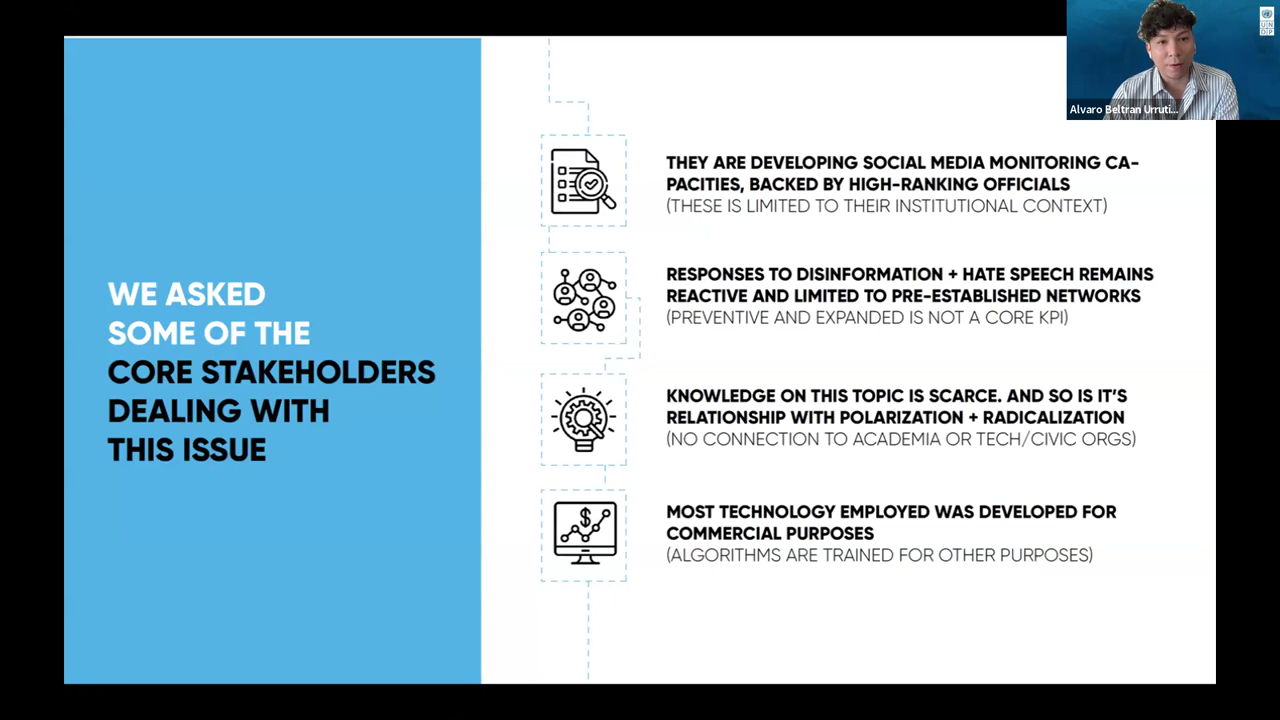 UN
DP
Alvaro Beltran Urruti...
WE ASKED
SOME OF THE
CORE STAKEHOLDERS
DEALING WITH
THIS ISSUE
THEY ARE DEVELOPING SOCIAL MEDIA MONITORING CA-
PACITIES, BACKED BY HIGH-RANKING OFFICIALS
(THESE IS LIMITED TO THEIR INSTITUTIONAL CONTEXT)
RESPONSES TO DISINFORMATION + HATE SPEECH REMAINS
REACTIVE AND LIMITED TO PRE-ESTABLISHED NETWORKS
(PREVENTIVE AND EXPANDED IS NOT A CORE KPI)
KNOWLEDGE ON THIS TOPIC IS SCARCE. AND SO IS IT'S
RELATIONSHIP WITH POLARIZATION + RADICALIZATION
(NO CONNECTION TO ACADEMIA OR TECH/CIVIC ORGS)
$
MOST TECHNOLOGY EMPLOYED WAS DEVELOPED FOR
COMMERCIAL PURPOSES
(ALGORITHMS ARE TRAINED FOR OTHER PURPOSES)